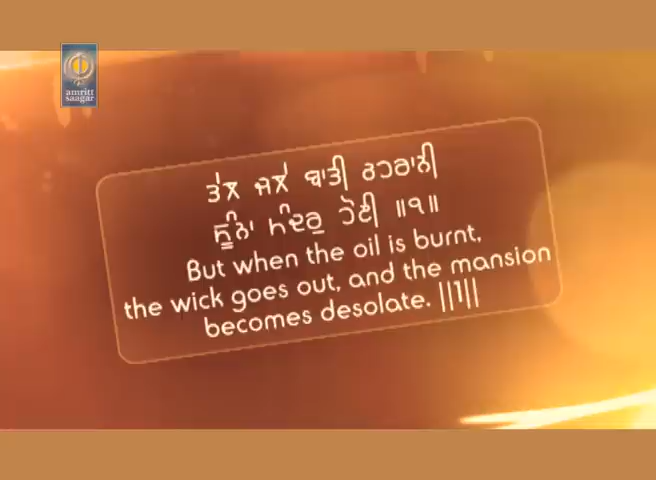 amritt
saagar
ਤੇਲ ਜਲੇ ਬਾਤੀ ਠਹਰਾਨੀ
ਸੂੰਨਾ ਮੰਦਰੁ ਹੋਈ ॥੧॥
But when the oil is burnt,
the wick goes out, and the mansion
becomes desolate. ||1||